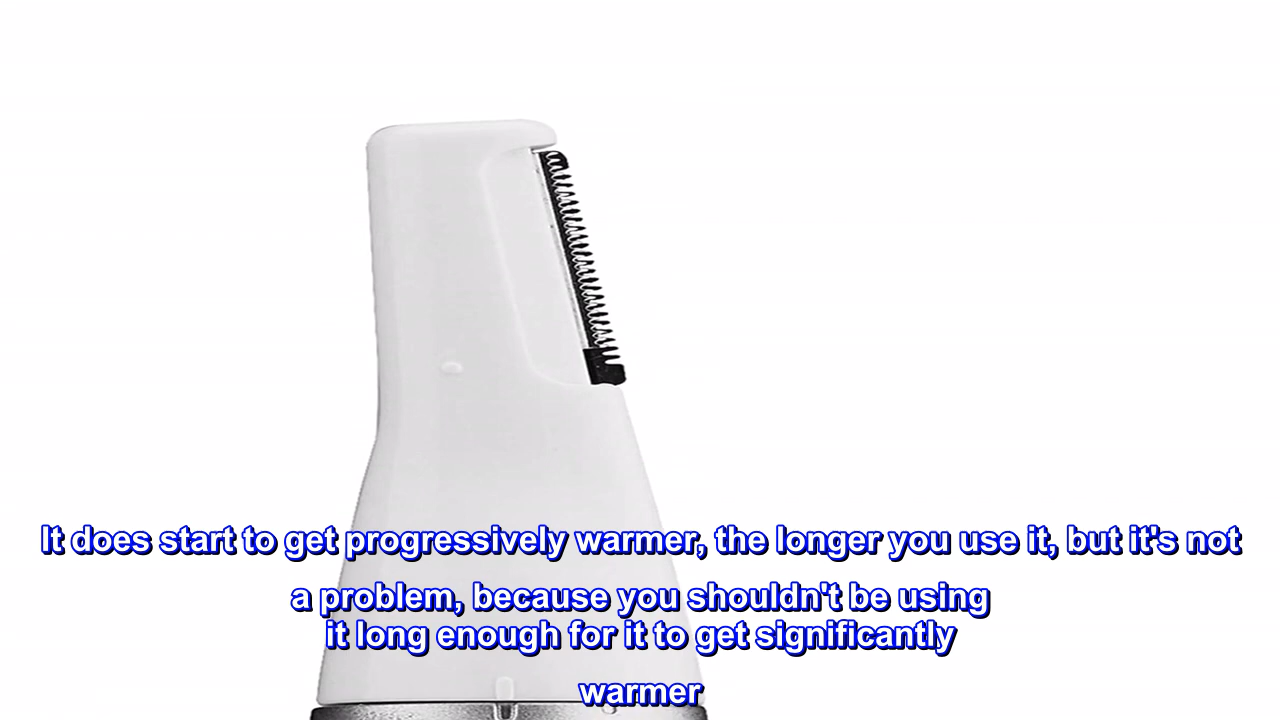 It does start to get progressively warmer, the longer you use it, but it's not
a problem, because you shouldn't be using
it long enough for it to get significantly
warmer